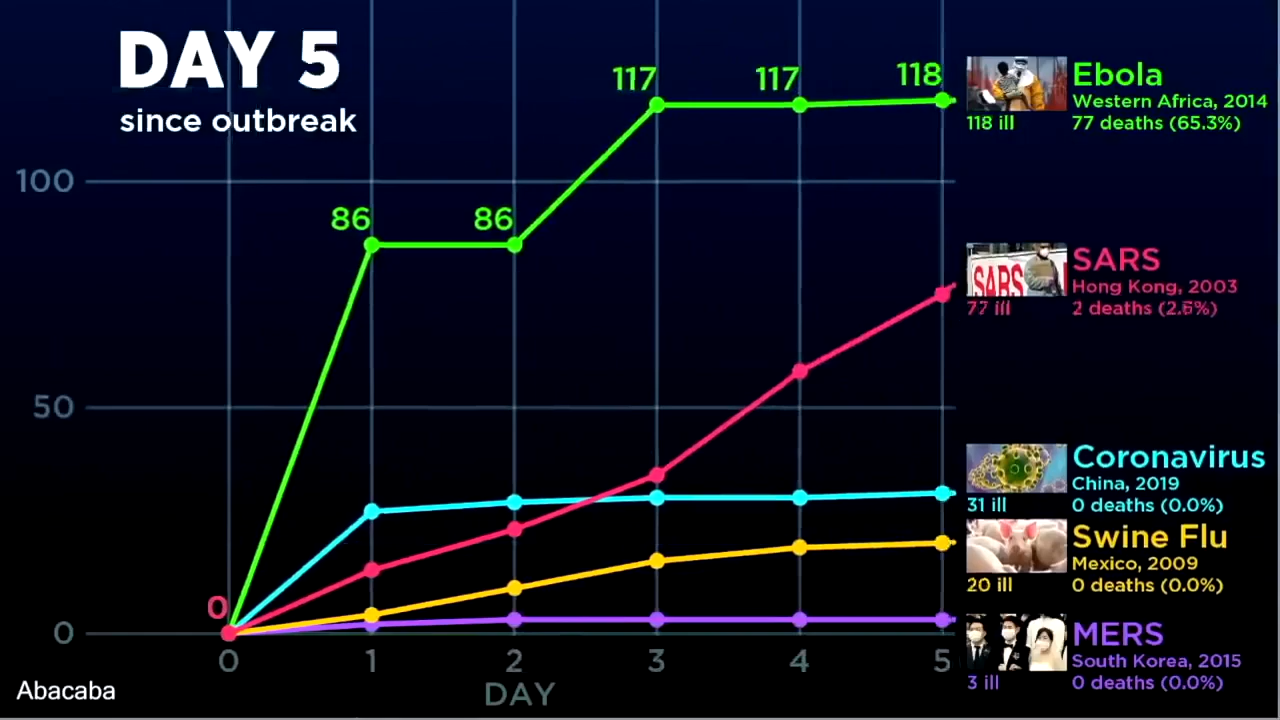 DAY 5
since outbreak
100
50
0
0
86
86
117
117
118
0
1
2
3
4
5
DAY
Ebola
Western Africa, 2014
118 ill
77 deaths (65.3%)
SARS
SARS
Hong Kong, 2003
77 ill
2 deaths (2.6%)
Coronavirus
China, 2019
31 ill
0 deaths (0.0%)
Swine Flu
Mexico, 2009
20 ill
0 deaths (0.0%)
MERS
South Korea, 2015
3 ill
0 deaths (0.0%)
Abacaba